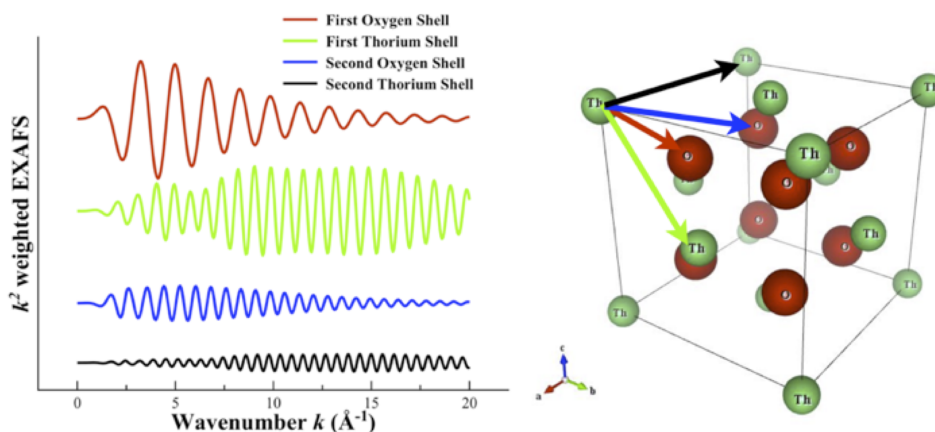 First Oxygen Shell
First Thorium Shell
Second Oxygen Shell
Second Thorium Shell
k² weighted EXAFS
0 5 10 15 20
Wavenumber k (Å⁻¹)
Th
Th
Th
Th
O
O
O
O
Th
Th
O
Th
Th
O
O
O
Th
Th
Th
c
a
b